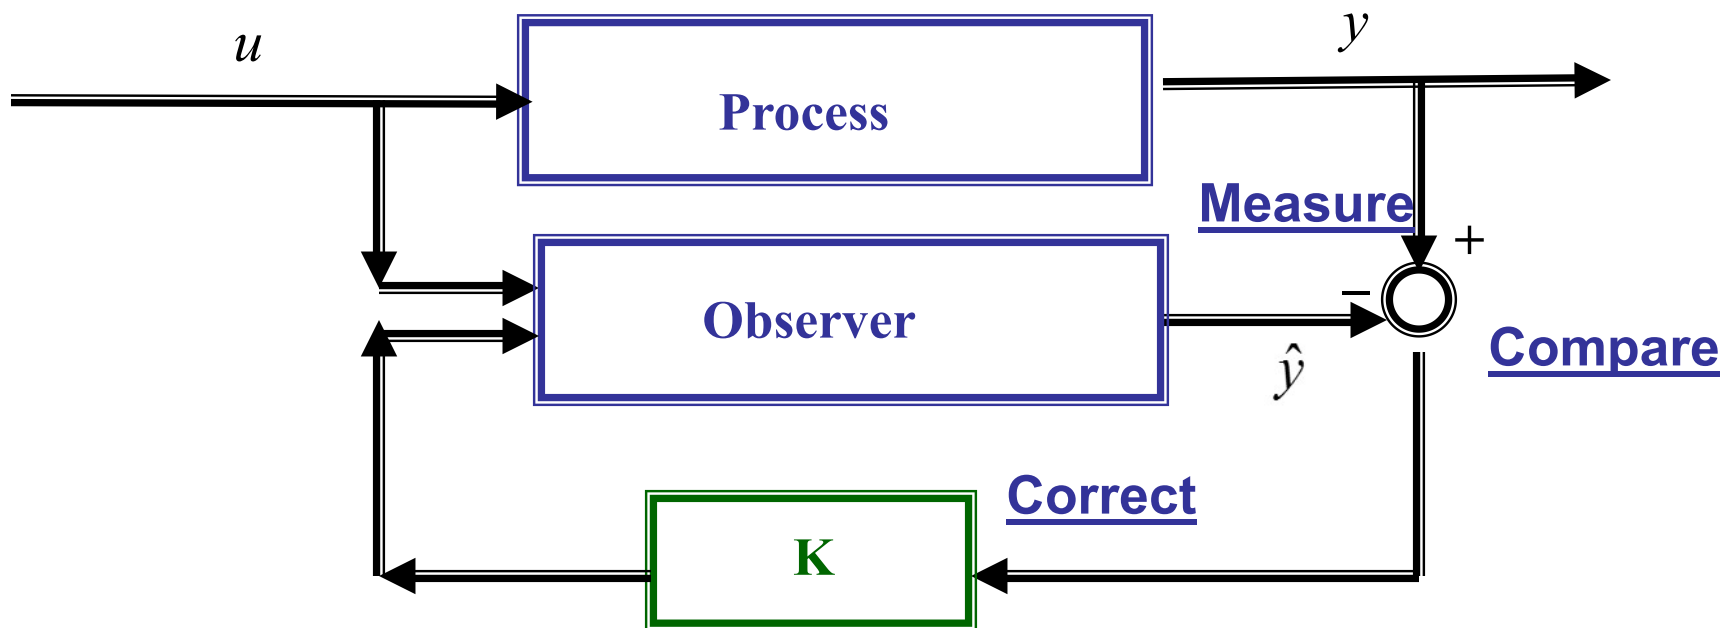 u
y
Process
Measure
+
−
Observer
ŷ
Compare
Correct
K